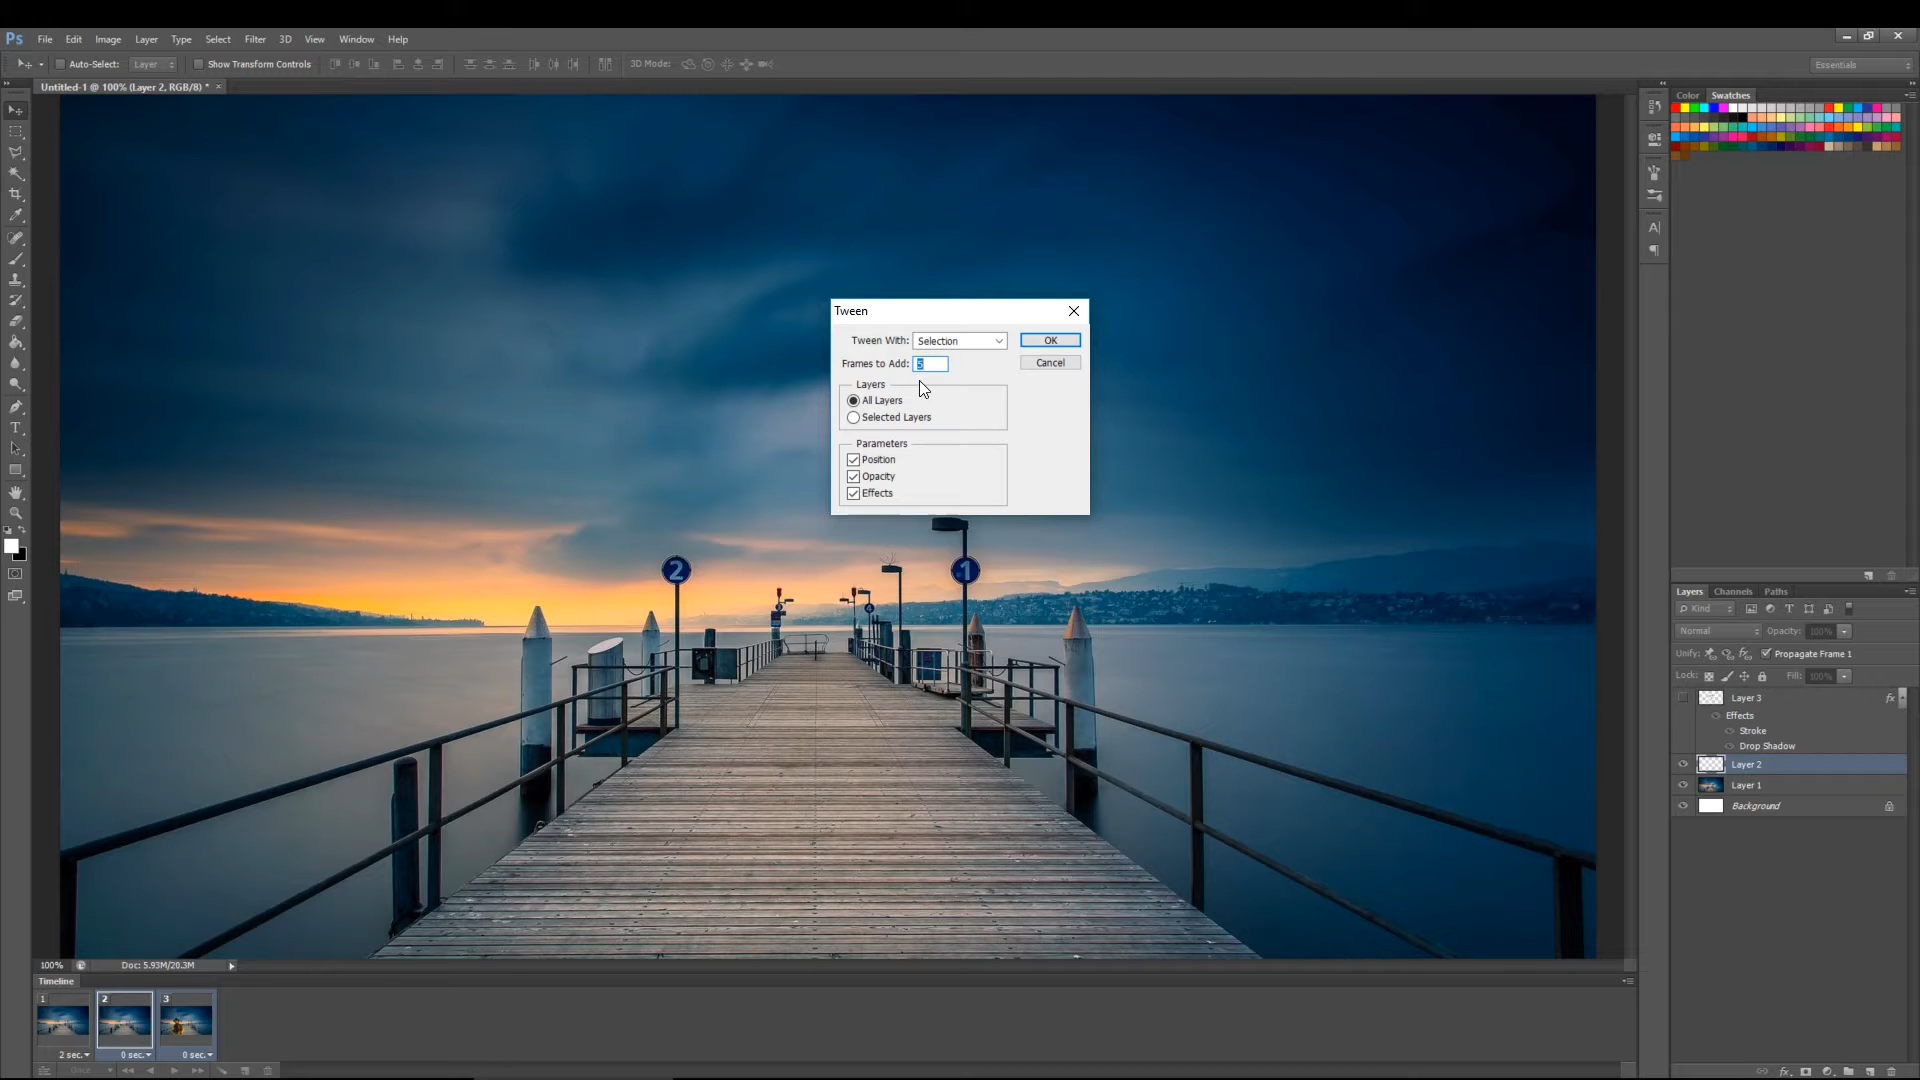 Ps File Edit Image Layer Type Select Filter 3D View Window Help
Auto-Select: Layer Show Transform Controls 3D Mode: Essentials
Untitled-1 @ 100% (Layer 2, RGB/8) * ×
Color Swatches
Tween
Tween With: Selection OK
Frames to Add: 5 Cancel
Layers
All Layers
Selected Layers
Parameters
Position
Opacity
Effects
2 1
Layers Channels Paths
Kind
Normal Opacity: 100%
Unify: Propagate Frame 1
Lock: Fill: 100%
Layer 3 fx
Effects
Stroke
Drop Shadow
Layer 2
Layer 1
Background
100% Doc: 5.93M/20.3M
Timeline
1 2 3
2 sec. 0 sec. 0 sec.
Once